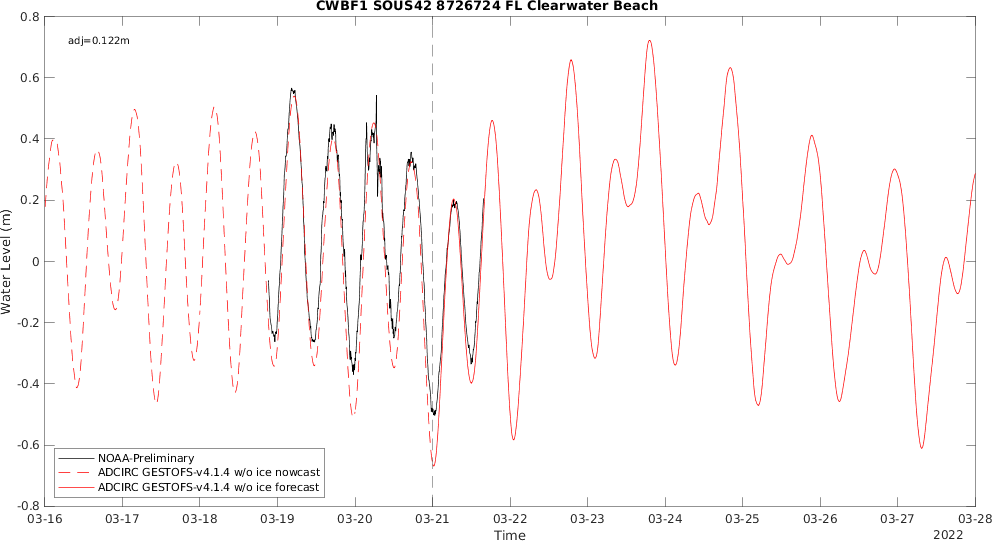 CWBF1 SOUS42 8726724 FL Clearwater Beach
adj=0.122m
0.8
0.6
0.4
0.2
0
-0.2
-0.4
-0.6
-0.8
Water Level (m)
NOAA-Preliminary
ADCIRC GESTOFS-v4.1.4 w/o ice nowcast
ADCIRC GESTOFS-v4.1.4 w/o ice forecast
03-16 03-17 03-18 03-19 03-20 03-21 03-22 03-23 03-24 03-25 03-26 03-27 03-28
Time
2022